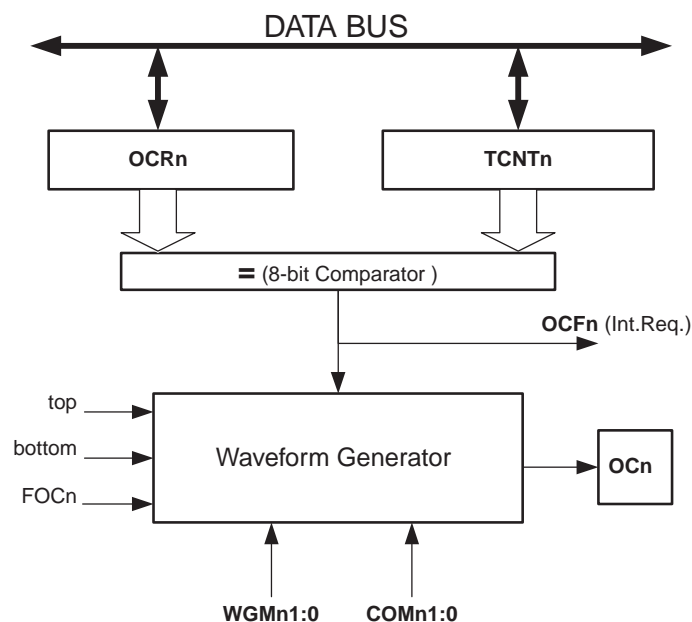 DATA BUS
OCRn
TCNTn
= (8-bit Comparator )
OCFn (Int.Req.)
top
bottom
FOCn
Waveform Generator
OCn
WGMn1:0
COMn1:0